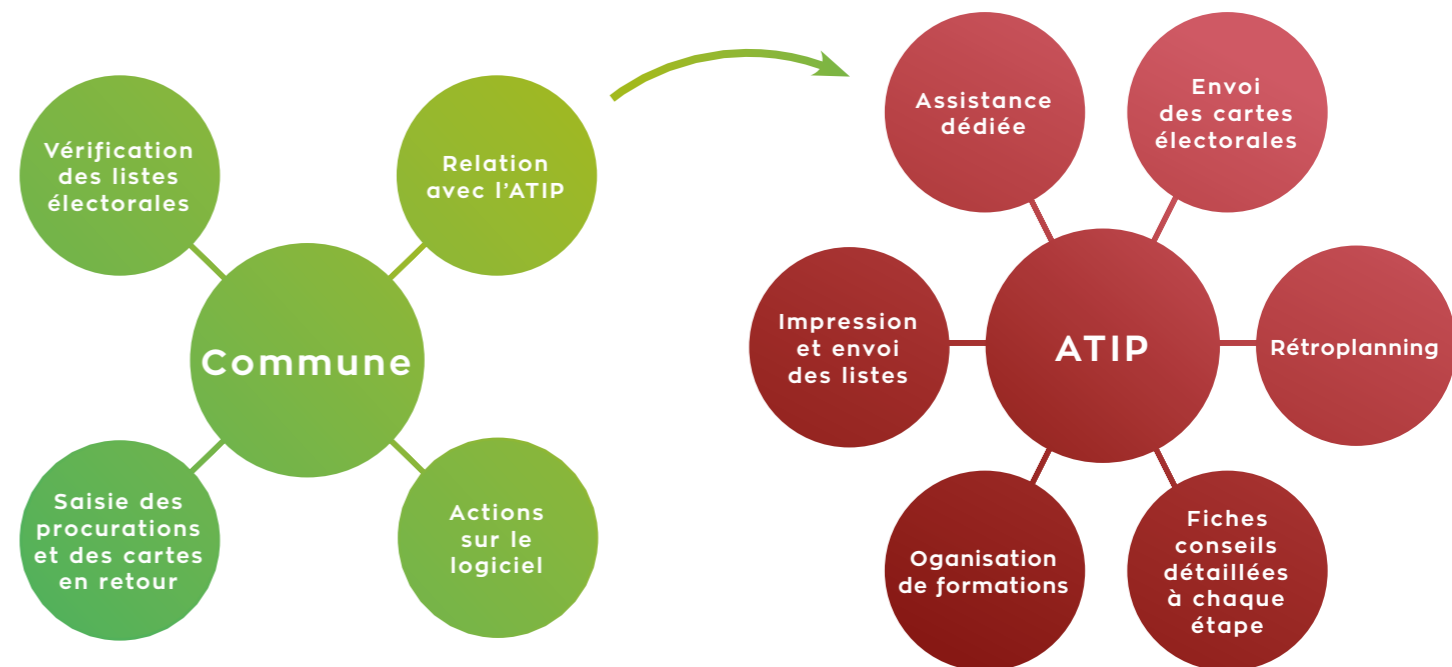 Vérification
des listes
électorales
Relation
avec l'ATIP
Commune
Saisie des
procurations
et des cartes
en retour
Actions
sur le
logiciel
Assistance
dédiée
Envoi
des cartes
électorales
Impression
et envoi
des listes
ATIP
Rétroplanning
Oganisation
de formations
Fiches
conseils
détaillées
à chaque
étape